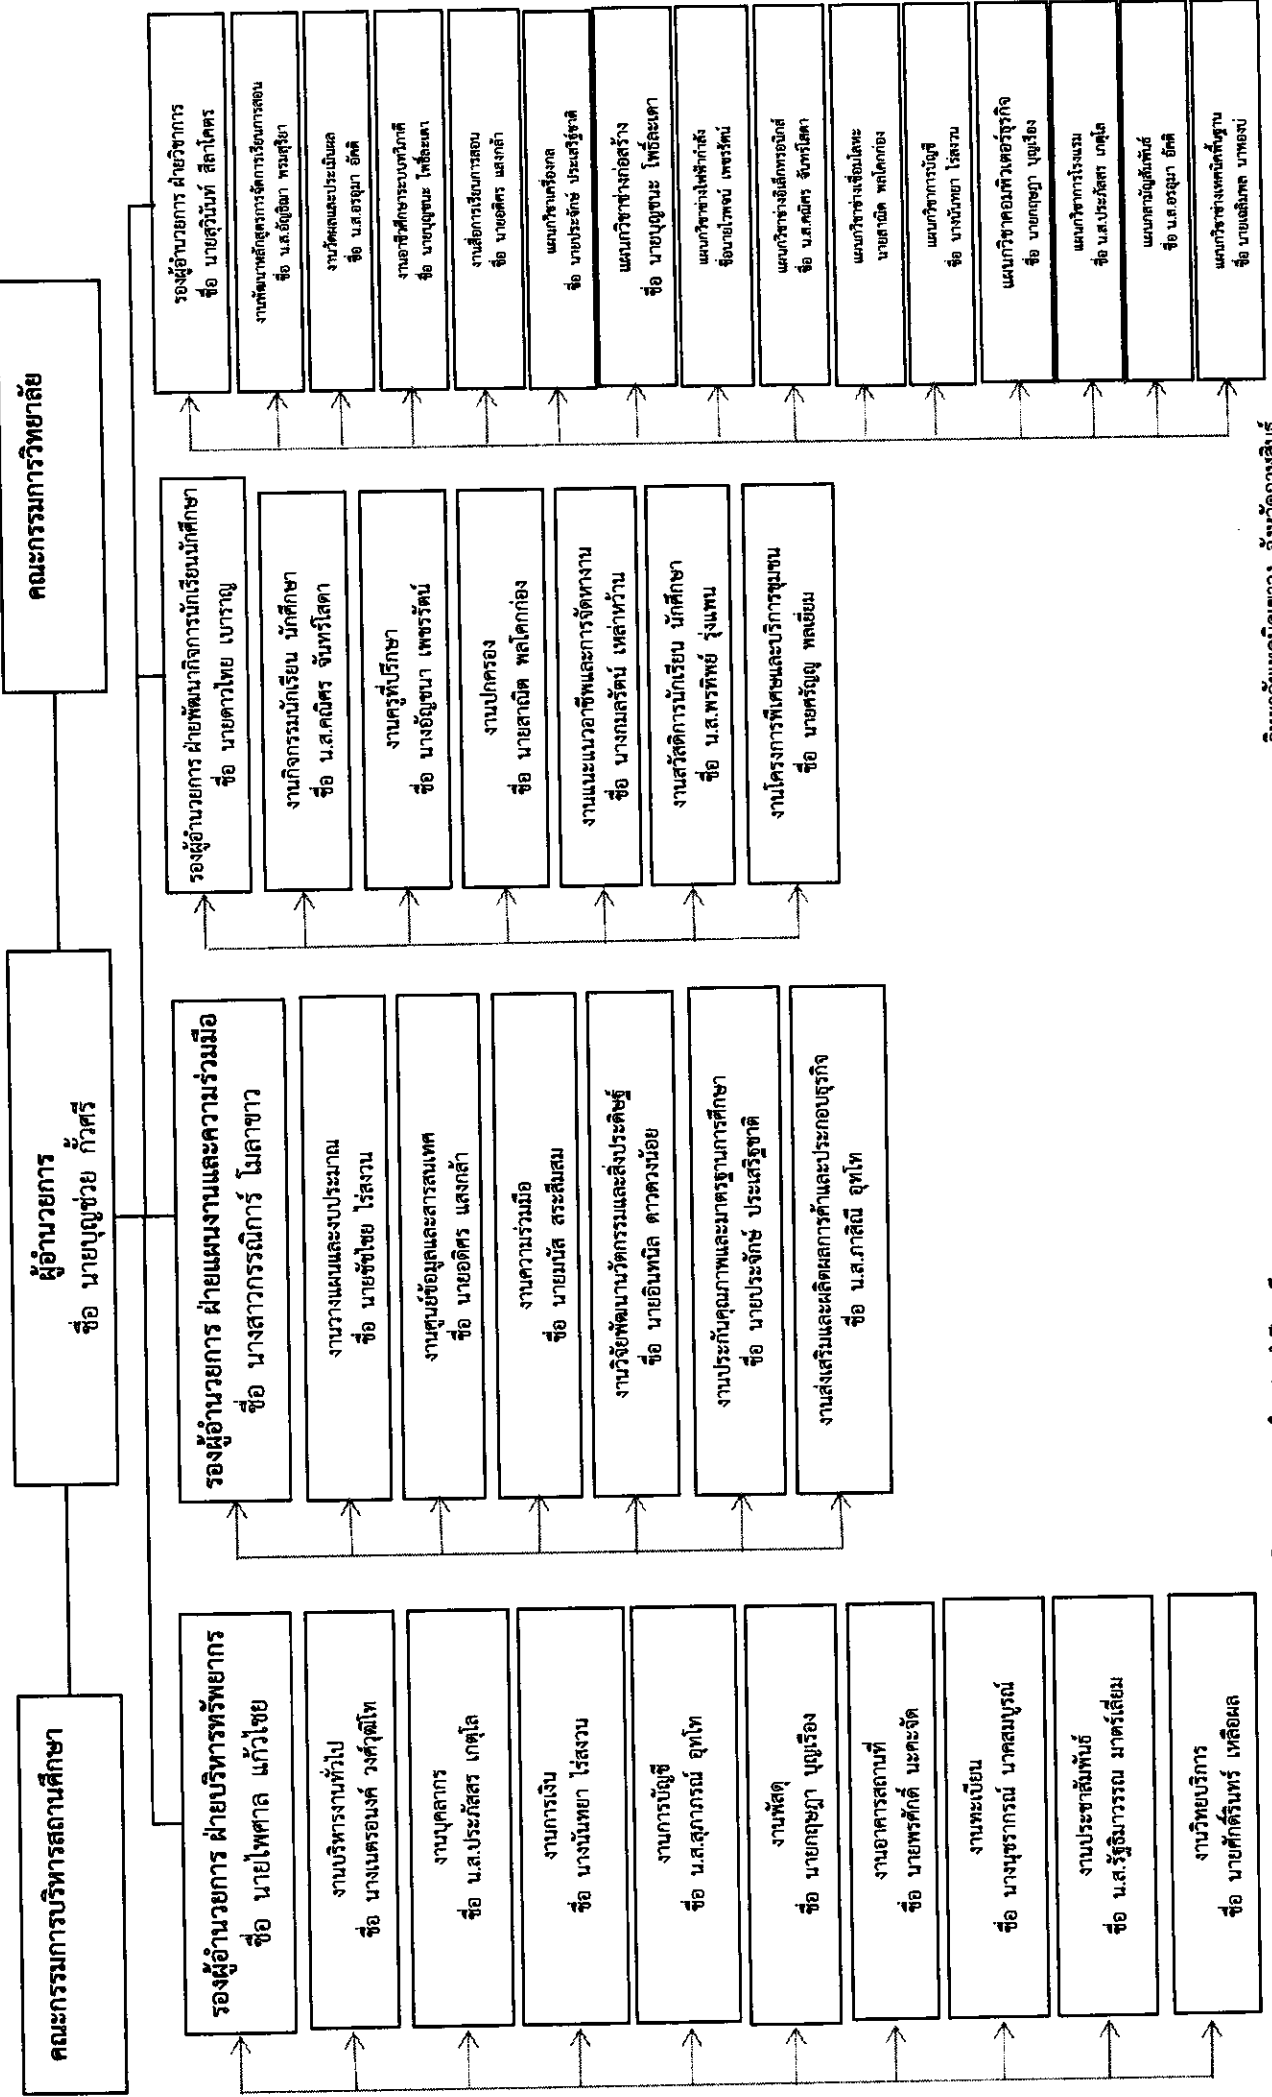 คณะกรรมการบริหารสถานศึกษา
ผู้อำนวยการ
ชื่อ นายบุญช่วย กั้วศรี
คณะกรรมการวิทยาลัย
รองผู้อำนวยการ ฝ่ายบริหารทรัพยากร
ชื่อ นายไพศาล แก้วไชย
งานบริหารงานทั่วไป
ชื่อ นางเนตรอนงค์ วงศ์วุฒิโท
งานบุคลากร
ชื่อ น.ส.ประภัสสร เกตุโล
งานการเงิน
ชื่อ นางนันทยา ไร่สงวน
งานการบัญชี
ชื่อ น.ส.สุภาภรณ์ อุทโท
งานพัสดุ
ชื่อ นายกฤษฎา บุญเรือง
งานอาคารสถานที่
ชื่อ นายพรศักดิ์ นะคะจัด
งานทะเบียน
ชื่อ นางนุชรากรณ์ นาคสมบูรณ์
งานประชาสัมพันธ์
ชื่อ น.ส.รัฐธิมาวรรณ มาตร์เลี่ยม
งานวิทยบริการ
ชื่อ นายศักดิ์รินทร์ เหลือผล
รองผู้อำนวยการ ฝ่ายแผนงานและความร่วมมือ
ชื่อ นางสาวกรรณิการ์ โมลาขาว
งานวางแผนและงบประมาณ
ชื่อ นายชัชไชย ไร่สงวน
งานศูนย์ข้อมูลและสารสนเทศ
ชื่อ นายอดิศร แสงกล้า
งานความร่วมมือ
ชื่อ นายมนัส สระสืมสม
งานวิจัยพัฒนานวัตกรรมและสิ่งประดิษฐ์
ชื่อ นายอินทนิล ดาวดวงน้อย
งานประกันคุณภาพและมาตรฐานการศึกษา
ชื่อ นายประจักษ์ ประเสริฐชาติ
งานส่งเสริมและผลิตผลการค้าและประกอบธุรกิจ
ชื่อ น.ส.ภาสิณี อุทโท
รองผู้อำนวยการ ฝ่ายพัฒนากิจการนักเรียนนักศึกษา
ชื่อ นายดาวไทย เบาราญ
งานกิจกรรมนักเรียน นักศึกษา
ชื่อ น.ส.คณิศร จันทร์โสดา
งานครูที่ปรึกษา
ชื่อ นางอัญชนา เพชรรัตน์
งานปกครอง
ชื่อ นายสาณิต พลโคกก่อง
งานแนะแนวอาชีพและการจัดหางาน
ชื่อ นางกมลรัตน์ เหล่าหว้าน
งานสวัสดิการนักเรียน นักศึกษา
ชื่อ น.ส.พรทิพย์ รุ่งแพน
งานโครงการพิเศษและบริการชุมชน
ชื่อ นายศรัญญู พลเยี่ยม
รองผู้อำนวยการ ฝ่ายวิชาการ
ชื่อ นายสุวินันท์ สีลาโคตร
งานพัฒนาหลักสูตรการจัดการเรียนการสอน
ชื่อ น.ส.อัญธิฌา พรมสุริยา
งานวัดผลและประเมินผล
ชื่อ น.ส.อรอุมา อัคติ
งานอาชีวศึกษาระบบทวิภาคี
ชื่อ นายบุญชนะ โพธิ์ละเดา
งานสื่อการเรียนการสอน
ชื่อ นายอดิศร แสงกล้า
แผนกวิชาเครื่องกล
ชื่อ นายประจักษ์ ประเสริฐชาติ
แผนกวิชาช่างก่อสร้าง
ชื่อ นายบุญชนะ โพธิ์ละเดา
แผนกวิชาช่างไฟฟ้ากำลัง
ชื่อนายไวพจน์ เพชรรัตน์
แผนกวิชาช่างอิเล็กทรอนิกส์
ชื่อ น.ส.คณิศร จันทร์โสดา
แผนกวิชาช่างเชื่อมโลหะ
นายสาณิต พลโคกก่อง
แผนกวิชาการบัญชี
ชื่อ นางนันทยา ไร่สงวน
แผนกวิชาคอมพิวเตอร์ธุรกิจ
ชื่อ นายกฤษฎา บุญเรือง
แผนกวิชาการโรงแรม
ชื่อ น.ส.ประภัสสร เกตุโล
แผนกสามัญสัมพันธ์
ชื่อ น.ส.อรอุมา อัคติ
แผนกวิชาช่างเทคนิคพื้นฐาน
ชื่อ นายเฉลิมพล นาทองบ่